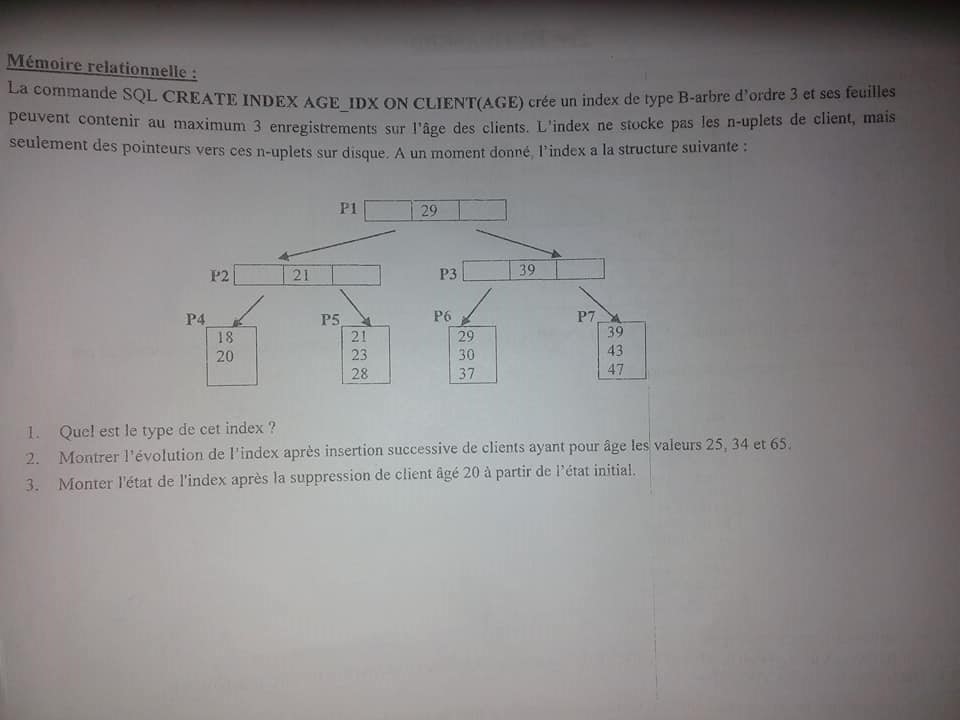 Mémoire relationnelle :
La commande SQL CREATE INDEX AGE_IDX ON CLIENT(AGE) crée un index de type B-arbre d'ordre 3 et ses feuilles
peuvent contenir au maximum 3 enregistrements sur l'âge des clients. L'index ne stocke pas les n-uplets de client, mais
seulement des pointeurs vers ces n-uplets sur disque. A un moment donné, l'index a la structure suivante :
P1 29
P2 21 P3 39
P4 P5 P6 P7
18 21 29 39
20 23 30 43
28 37 47
1. Quel est le type de cet index ?
2. Montrer l'évolution de l'index après insertion successive de clients ayant pour âge les valeurs 25, 34 et 65.
3. Monter l'état de l'index après la suppression de client âgé 20 à partir de l'état initial.